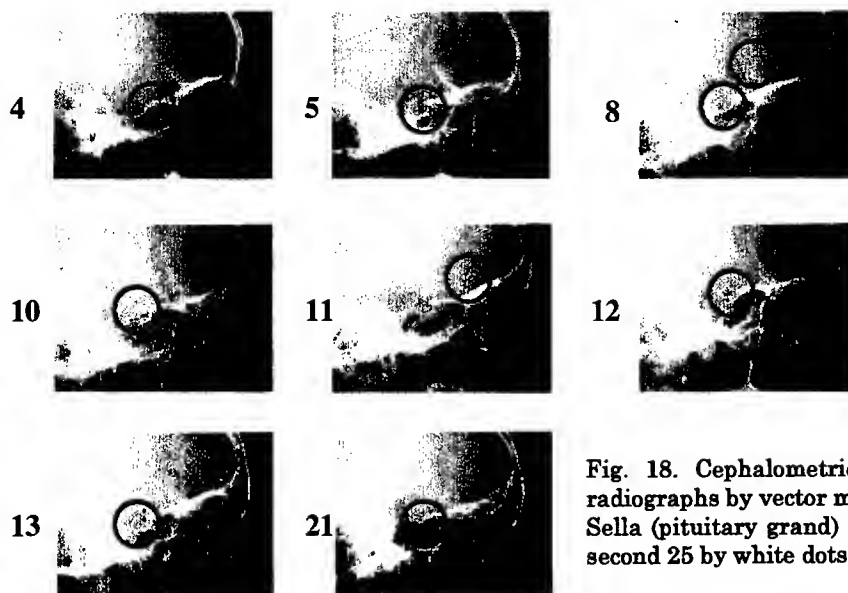 4
5
8
10
11
12
13
21
Fig. 18. Cephalometric
radiographs by vector m
Sella (pituitary grand)
second 25 by white dots